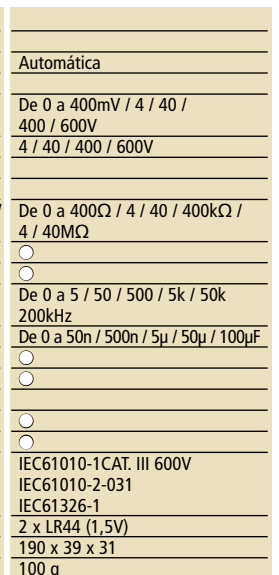 Automática
De 0 a 400mV / 4 / 40 /
400 / 600V
4 / 40 / 400 / 600V
De 0 a 400Ω / 4 / 40 / 400kΩ /
4 / 40MΩ
De 0 a 5 / 50 / 500 / 5k / 50k
200kHz
De 0 a 50n / 500n / 5µ / 50µ / 100µF
IEC61010-1CAT. III 600V
IEC61010-2-031
IEC61326-1
2 x LR44 (1,5V)
190 x 39 x 31
100 g